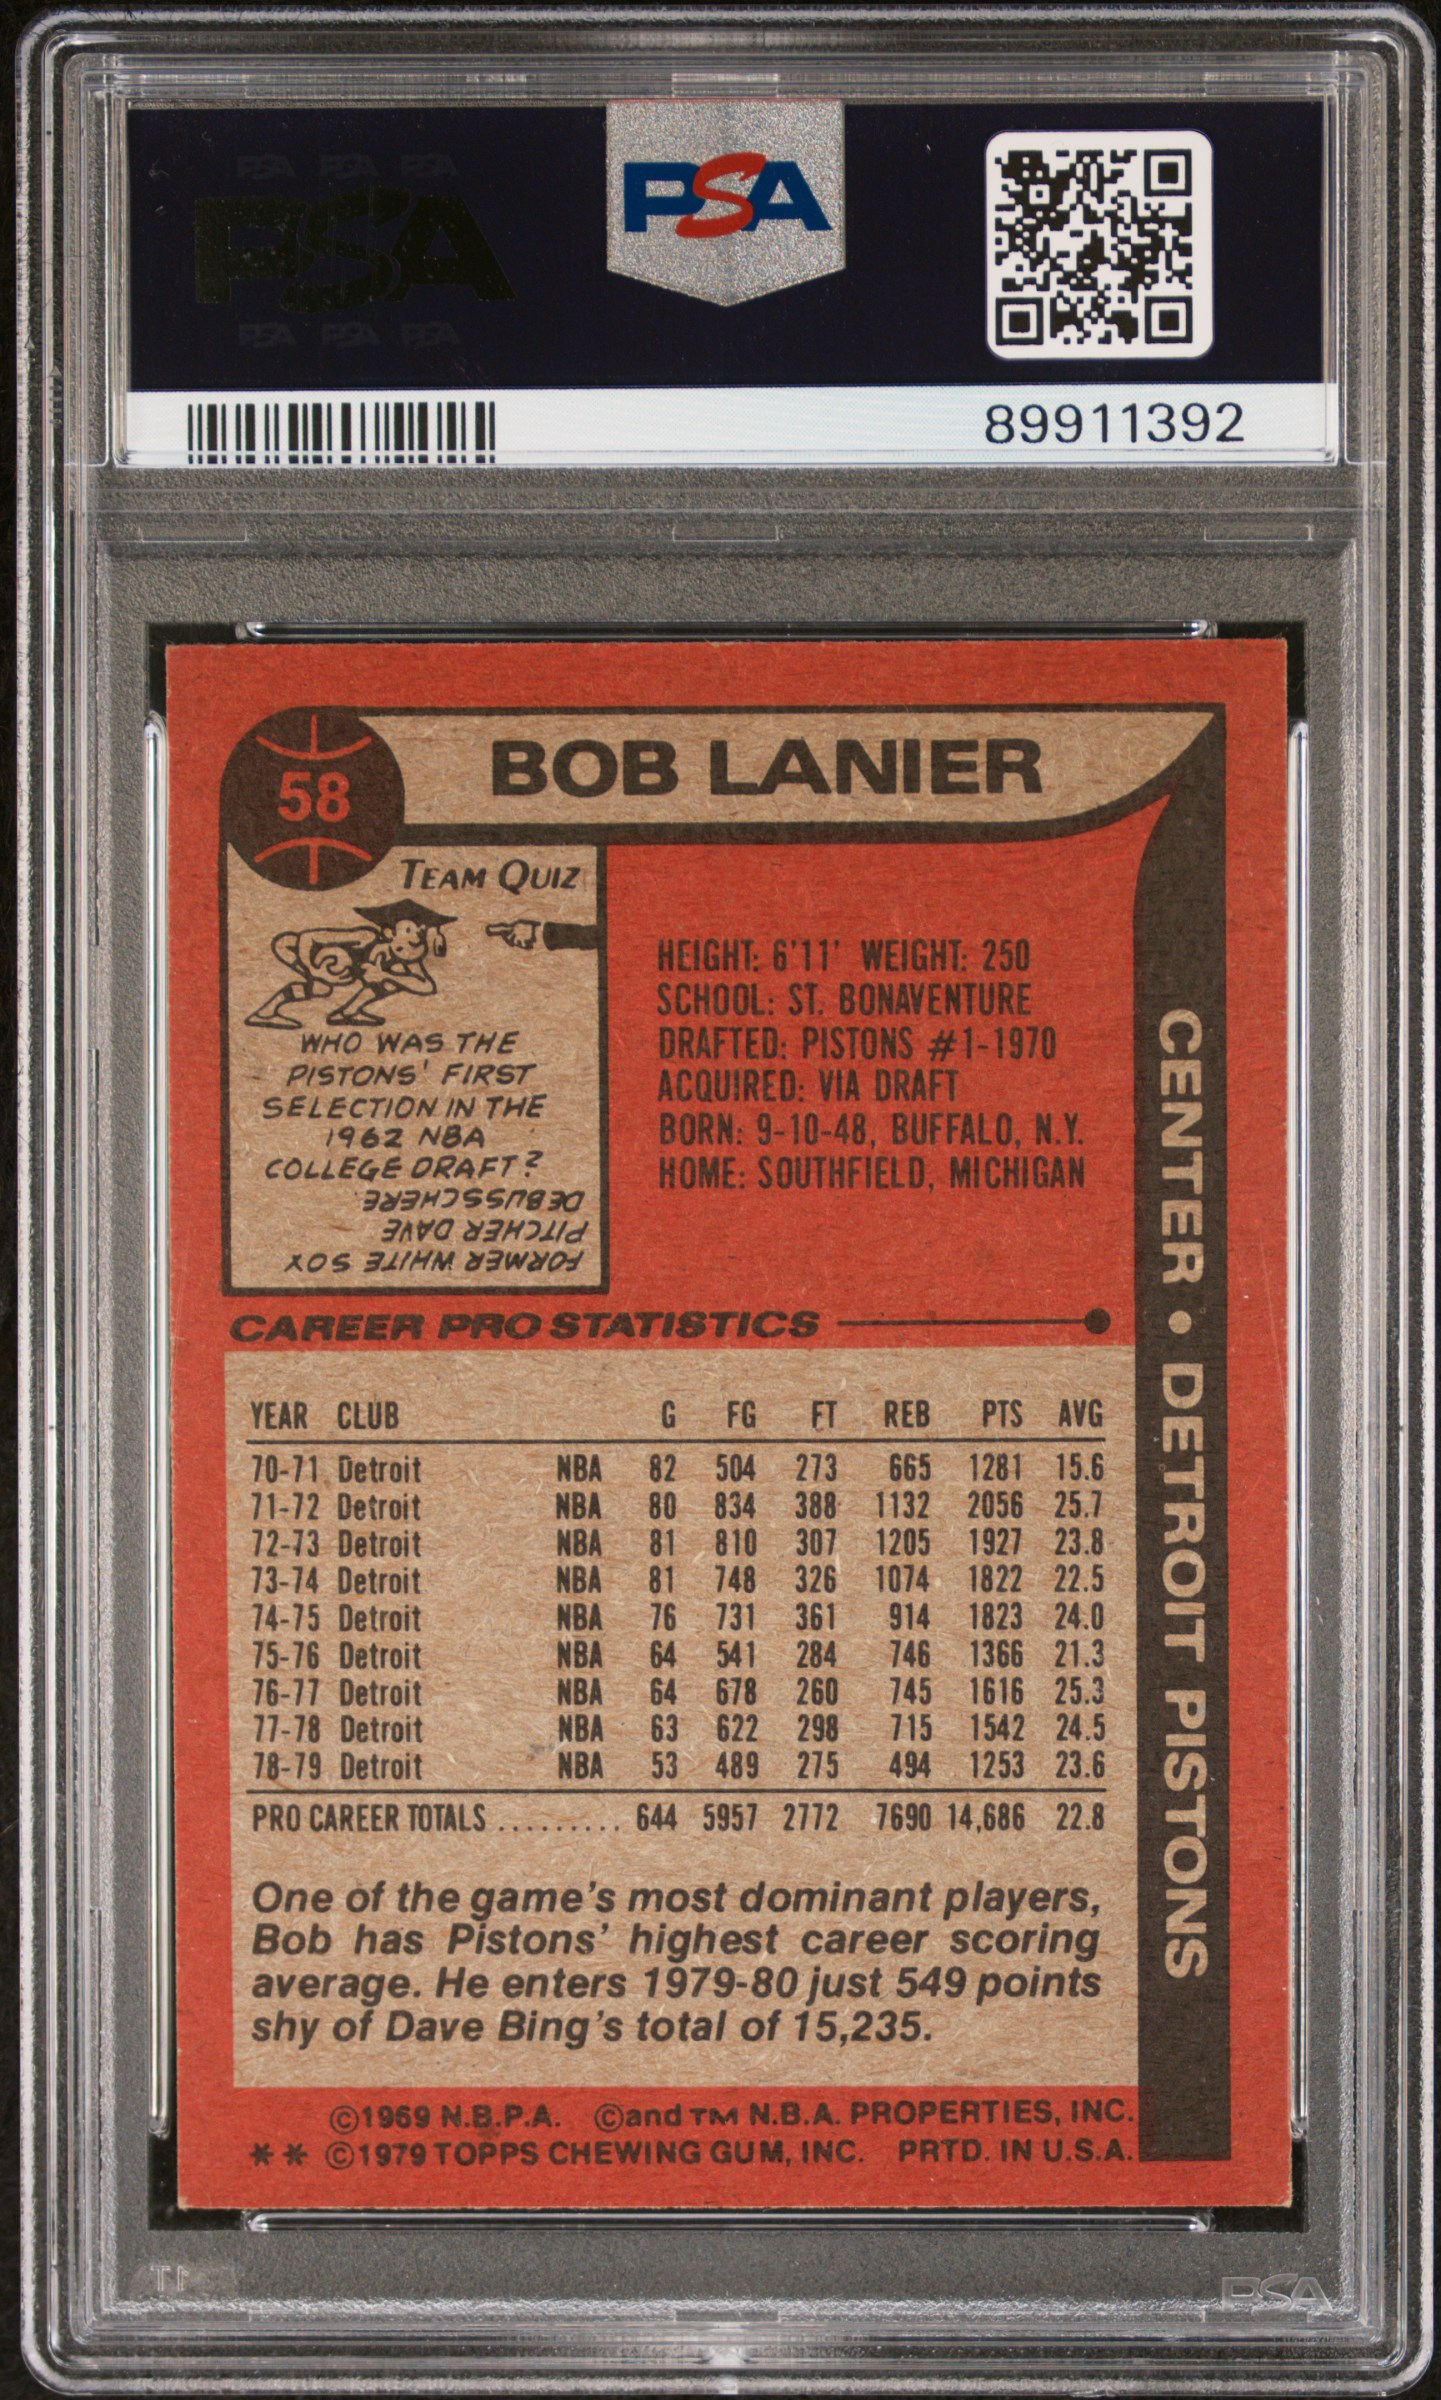 PSA PSA PSA
PSA
PSA PSA PSA
PSA
89911392
58
BOB LANIER
TEAM QUIZ
WHO WAS THE
PISTONS' FIRST
SELECTION IN THE
1962 NBA
COLLEGE DRAFT?
FORMER WHITE SOX
PITCHER DAVE
DEBUSSCHERE
HEIGHT: 6'11' WEIGHT: 250
SCHOOL: ST. BONAVENTURE
DRAFTED: PISTONS #1-1970
ACQUIRED: VIA DRAFT
BORN: 9-10-48, BUFFALO, N.Y.
HOME: SOUTHFIELD, MICHIGAN
CENTER • DETROIT PISTONS
CAREER PRO STATISTICS
YEAR CLUB G FG FT REB PTS AVG
70-71 Detroit NBA 82 504 273 665 1281 15.6
71-72 Detroit NBA 80 834 388 1132 2056 25.7
72-73 Detroit NBA 81 810 307 1205 1927 23.8
73-74 Detroit NBA 81 748 326 1074 1822 22.5
74-75 Detroit NBA 76 731 361 914 1823 24.0
75-76 Detroit NBA 64 541 284 746 1366 21.3
76-77 Detroit NBA 64 678 260 745 1616 25.3
77-78 Detroit NBA 63 622 298 715 1542 24.5
78-79 Detroit NBA 53 489 275 494 1253 23.6
PRO CAREER TOTALS ......... 644 5957 2772 7690 14,686 22.8
One of the game's most dominant players,
Bob has Pistons' highest career scoring
average. He enters 1979-80 just 549 points
shy of Dave Bing's total of 15,235.
©1969 N.B.P.A. ©and TM N.B.A. PROPERTIES, INC.
** ©1979 TOPPS CHEWING GUM, INC. PRTD. IN U.S.A.
PSA